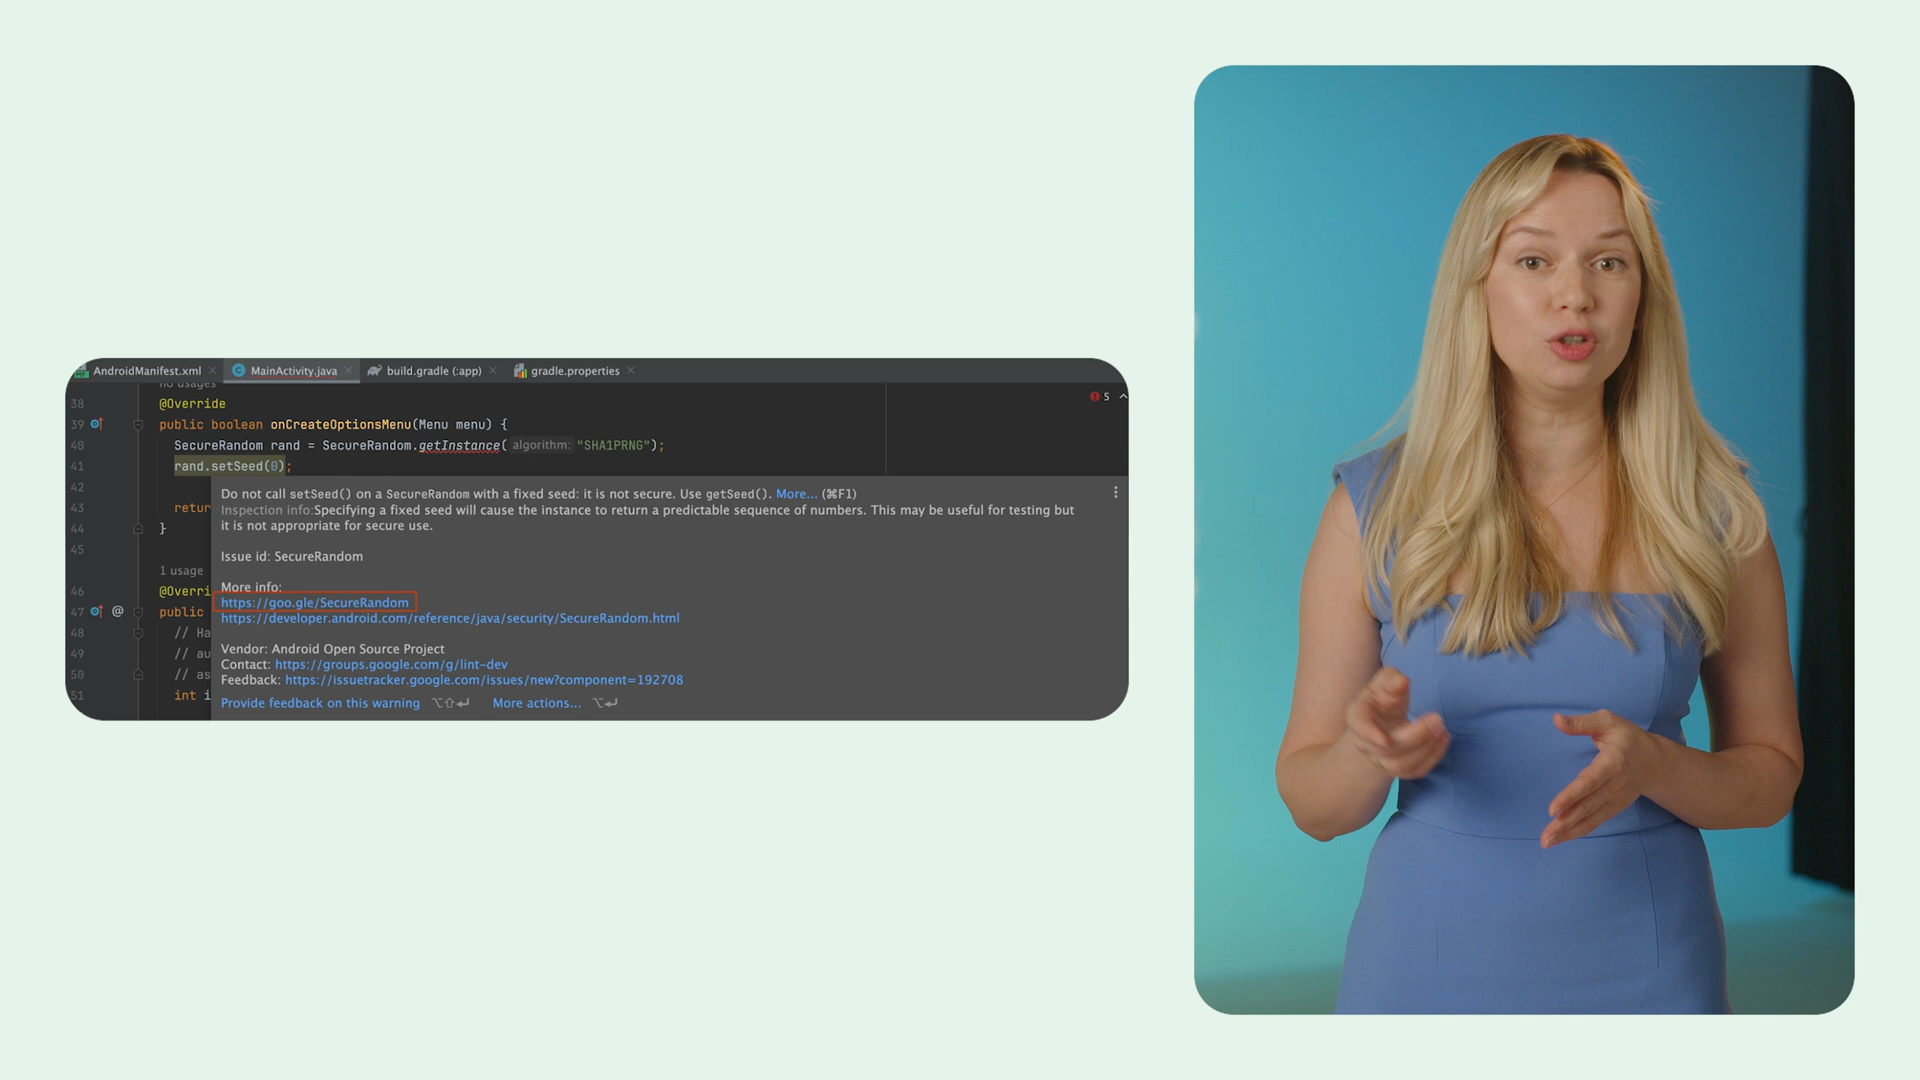 AndroidManifest.xml MainActivity.java build.gradle (:app) gradle.properties
no usages
38 @Override
5
39 public boolean onCreateOptionsMenu(Menu menu) {
40 SecureRandom rand = SecureRandom.getInstance( algorithm: "SHA1PRNG");
41 rand.setSeed(0);
42
43 retur
44 }
45
1 usage
46 @Overri
47 @ public
48 // Ha
49 // au
50 // as
51 int i
Do not call setSeed() on a SecureRandom with a fixed seed: it is not secure. Use getSeed(). More... (⌘F1)
Inspection info:Specifying a fixed seed will cause the instance to return a predictable sequence of numbers. This may be useful for testing but
it is not appropriate for secure use.
Issue id: SecureRandom
More info:
https://goo.gle/SecureRandom
https://developer.android.com/reference/java/security/SecureRandom.html
Vendor: Android Open Source Project
Contact: https://groups.google.com/g/lint-dev
Feedback: https://issuetracker.google.com/issues/new?component=192708
Provide feedback on this warning ⌥⇧↩ More actions... ⌥↩